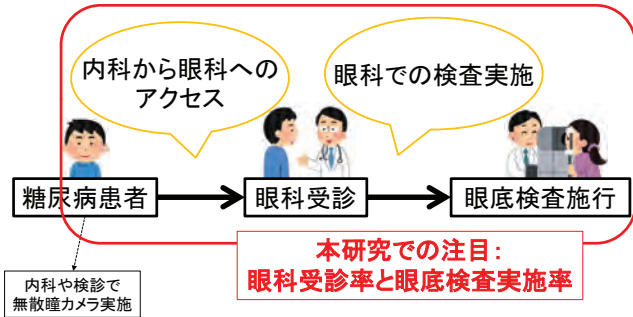 内科から眼科への
アクセス
眼科での検査実施
糖尿病患者
眼科受診
眼底検査施行
本研究での注目：
眼科受診率と眼底検査実施率
内科や検診で
無散瞳カメラ実施